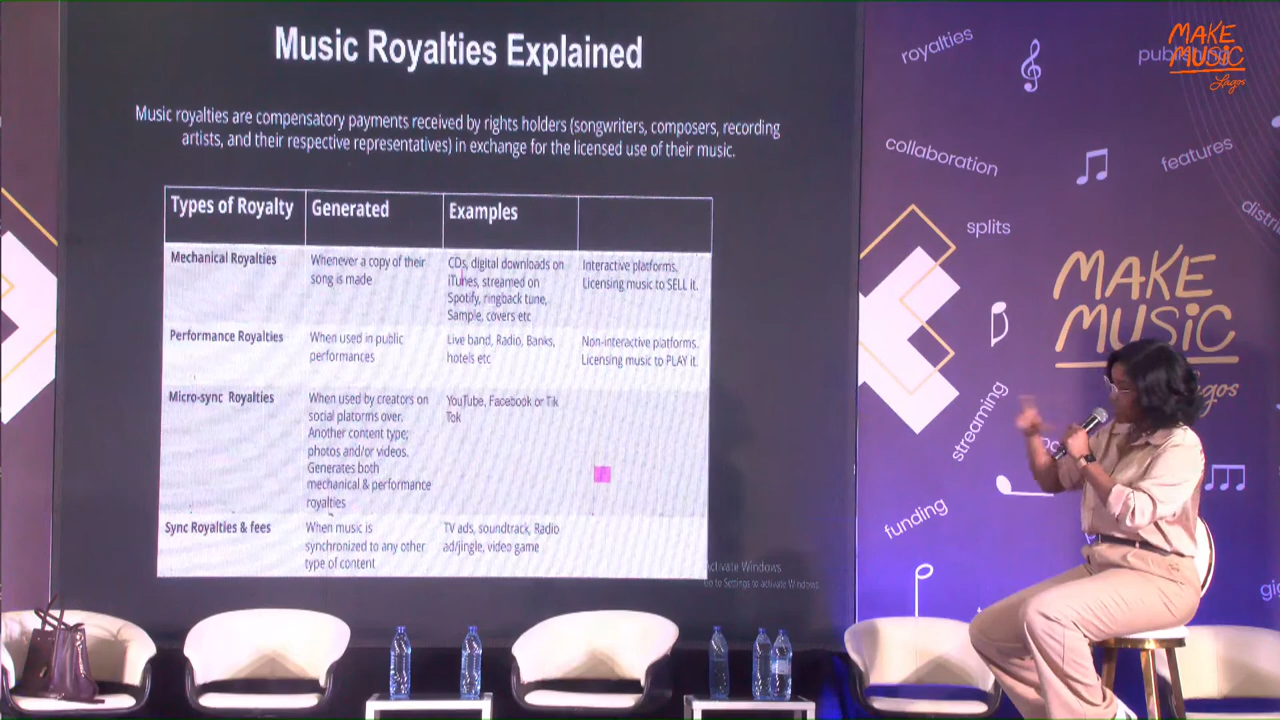 Music Royalties Explained
Music royalties are compensatory payments received by rights holders (songwriters, composers, recording
artists, and their respective representatives) in exchange for the licensed use of their music.
Types of Royalty
Generated
Examples
Mechanical Royalties
Whenever a copy of their
song is made
CDs, digital downloads on
iTunes, streamed on
Spotify, ringback tune,
Sample, covers etc
Interactive platforms.
Licensing music to SELL it.
Performance Royalties
When used in public
performances
Live band, Radio, Banks,
hotels etc
Non-interactive platforms.
Licensing music to PLAY it.
Micro-sync Royalties
When used by creators on
social platorms over.
Another content type;
photos and/or videos.
Generates both
mechanical & performance
royalties
YouTube, Facebook or Tik
Tok
Sync Royalties & fees
When music is
synchronized to any other
type of content
TV ads, soundtrack, Radio
ad/jingle, video game
Activate Windows
Go to Settings to activate Windows
royalties
MAKE
MUSIC
Lagos
collaboration
features
splits
MAKE
MUSIC
Lagos
streaming
funding